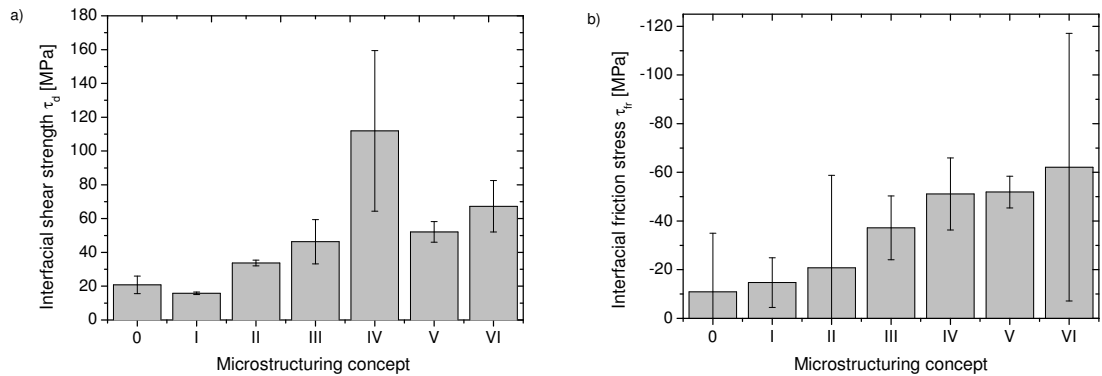 a)
Interfacial shear strength τd [MPa]
180
160
140
120
100
80
60
40
20
0
0 I II III IV V VI
Microstructuring concept
b)
Interfacial friction stress τfr [MPa]
-120
-100
-80
-60
-40
-20
0
0 I II III IV V VI
Microstructuring concept